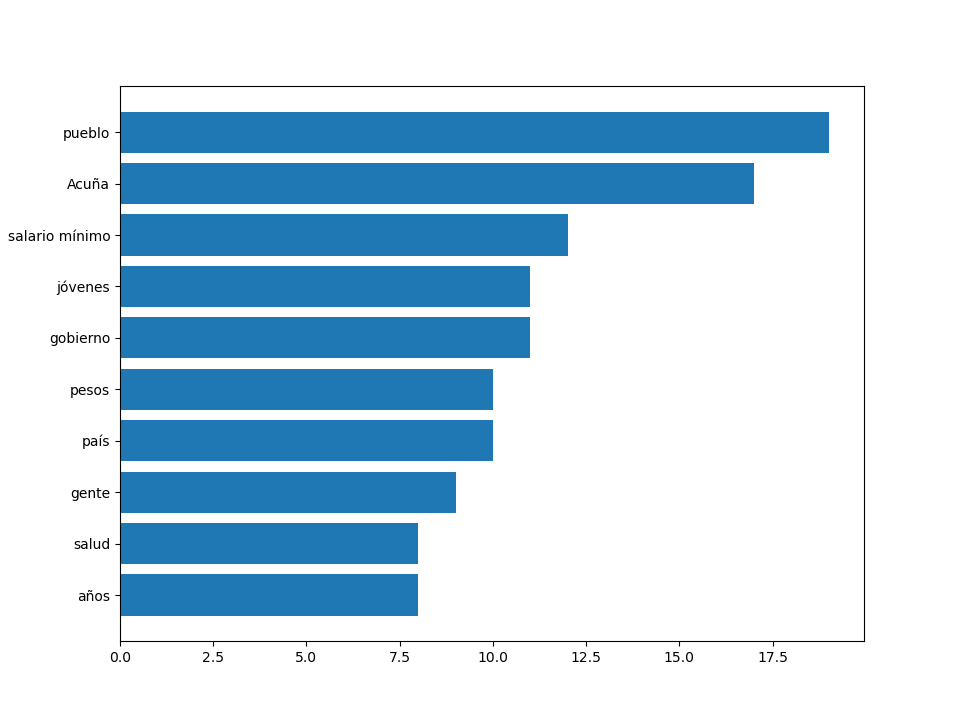 pueblo
Acuña
salario mínimo
jóvenes
gobierno
pesos
país
gente
salud
años
0.0 2.5 5.0 7.5 10.0 12.5 15.0 17.5